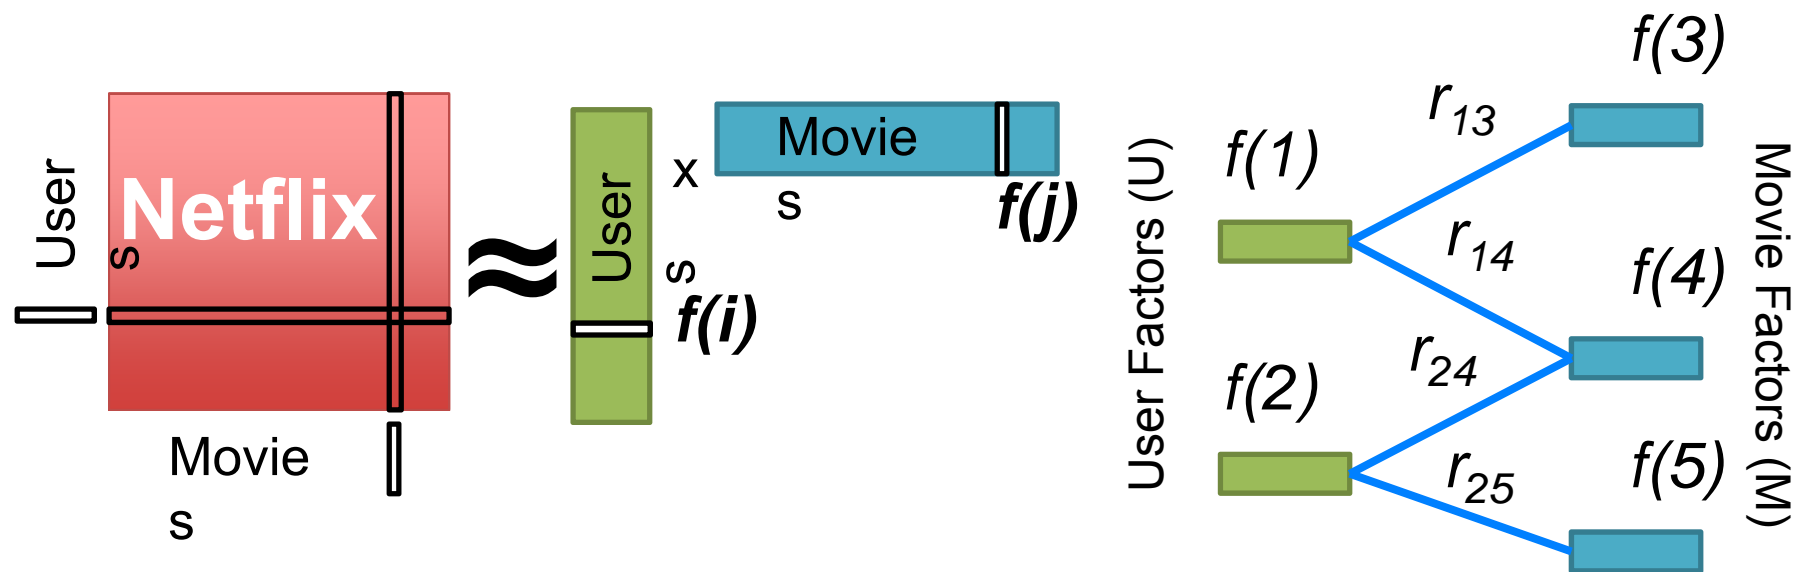 User
s
Netflix
Movie
s
≈
User
s
f(i)
x
Movie
s
f(j)
User Factors (U)
f(1)
f(2)
r13
r14
r24
r25
f(3)
f(4)
f(5)
Movie Factors (M)